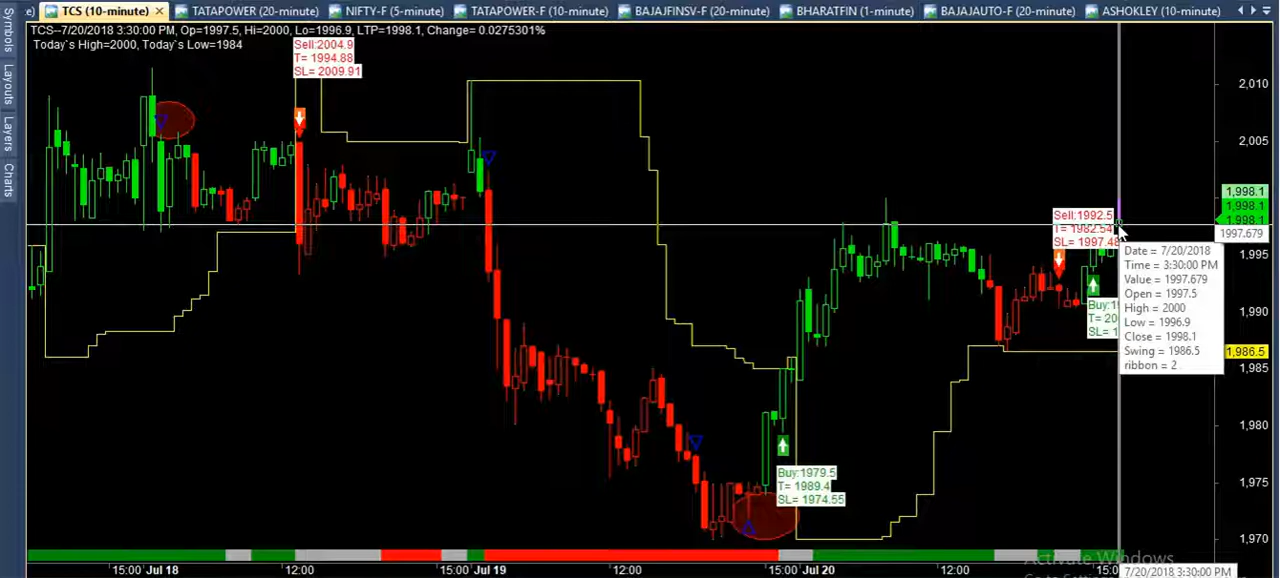 TCS (10-minute)
TATAPOWER (20-minute)
NIFTY-F (5-minute)
TATAPOWER-F (10-minute)
BAJAJFINSV-F (20-minute)
BHARATFIN (1-minute)
BAJAJAUTO-F (20-minute)
ASHOKLEY (10-minute)
Symbols
Layouts
Layers
Charts
TCS--7/20/2018 3:30:00 PM, Op=1997.5, Hi=2000, Lo=1996.9, LTP=1998.1, Change= 0.0275301%
Today`s High=2000, Today`s Low=1984
Sell:2004.9
T= 1994.88
SL= 2009.91
Sell:1992.5
T= 1982.54
SL= 1997.48
Date = 7/20/2018
Time = 3:30:00 PM
Value = 1997.679
Open = 1997.5
High = 2000
Low = 1996.9
Close = 1998.1
Swing = 1986.5
ribbon = 2
Buy:1979.5
T= 1989.4
SL= 1974.55
2,010
2,005
1,998.1
1,998.1
1,998.1
1997.679
1,995
1,990
1,986.5
1,985
1,980
1,975
1,970
Activate Windows
15:00 Jul 18
12:00
15:00 Jul 19
12:00
15:00 Jul 20
12:00
7/20/2018 3:30:00 PM